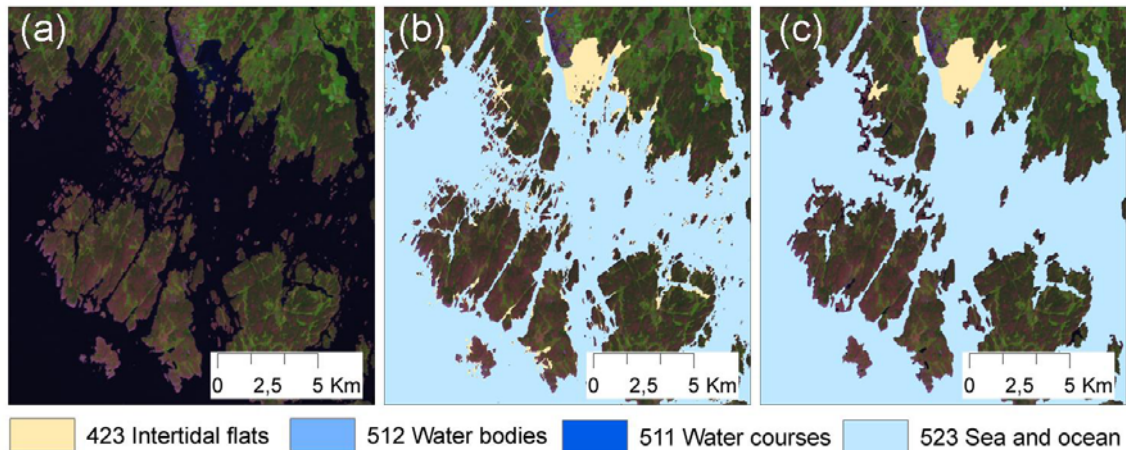 (a) (b) (c)
0 2,5 5 Km 0 2,5 5 Km 0 2,5 5 Km
423 Intertidal flats 512 Water bodies 511 Water courses 523 Sea and ocean